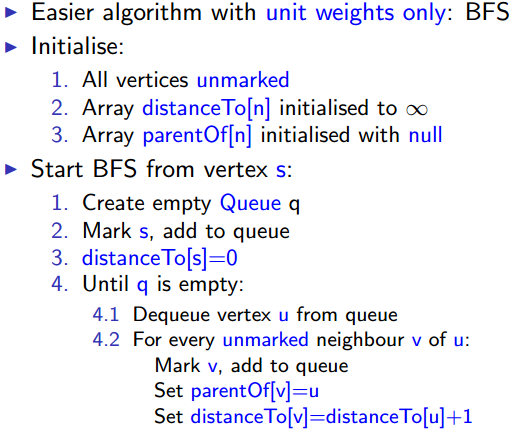 ▶ Easier algorithm with unit weights only: BFS
▶ Initialise:
1. All vertices unmarked
2. Array distanceTo[n] initialised to ∞
3. Array parentOf[n] initialised with null
▶ Start BFS from vertex s:
1. Create empty Queue q
2. Mark s, add to queue
3. distanceTo[s]=0
4. Until q is empty:
4.1 Dequeue vertex u from queue
4.2 For every unmarked neighbour v of u:
Mark v, add to queue
Set parentOf[v]=u
Set distanceTo[v]=distanceTo[u]+1